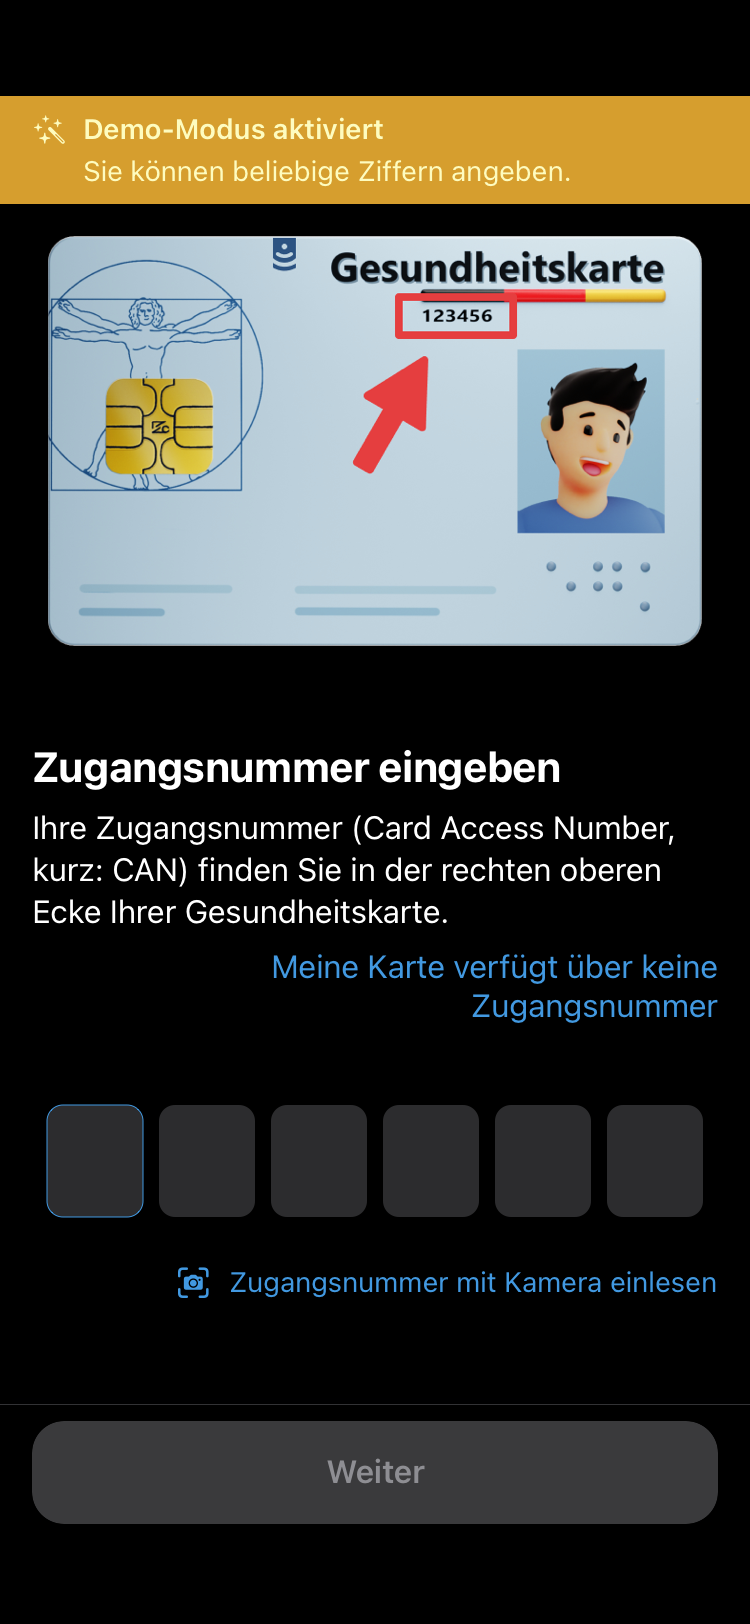 Demo-Modus aktiviert
Sie können beliebige Ziffern angeben.
Gesundheitskarte
123456
Zugangsnummer eingeben
Ihre Zugangsnummer (Card Access Number,
kurz: CAN) finden Sie in der rechten oberen
Ecke Ihrer Gesundheitskarte.
Meine Karte verfügt über keine
Zugangsnummer
Zugangsnummer mit Kamera einlesen
Weiter